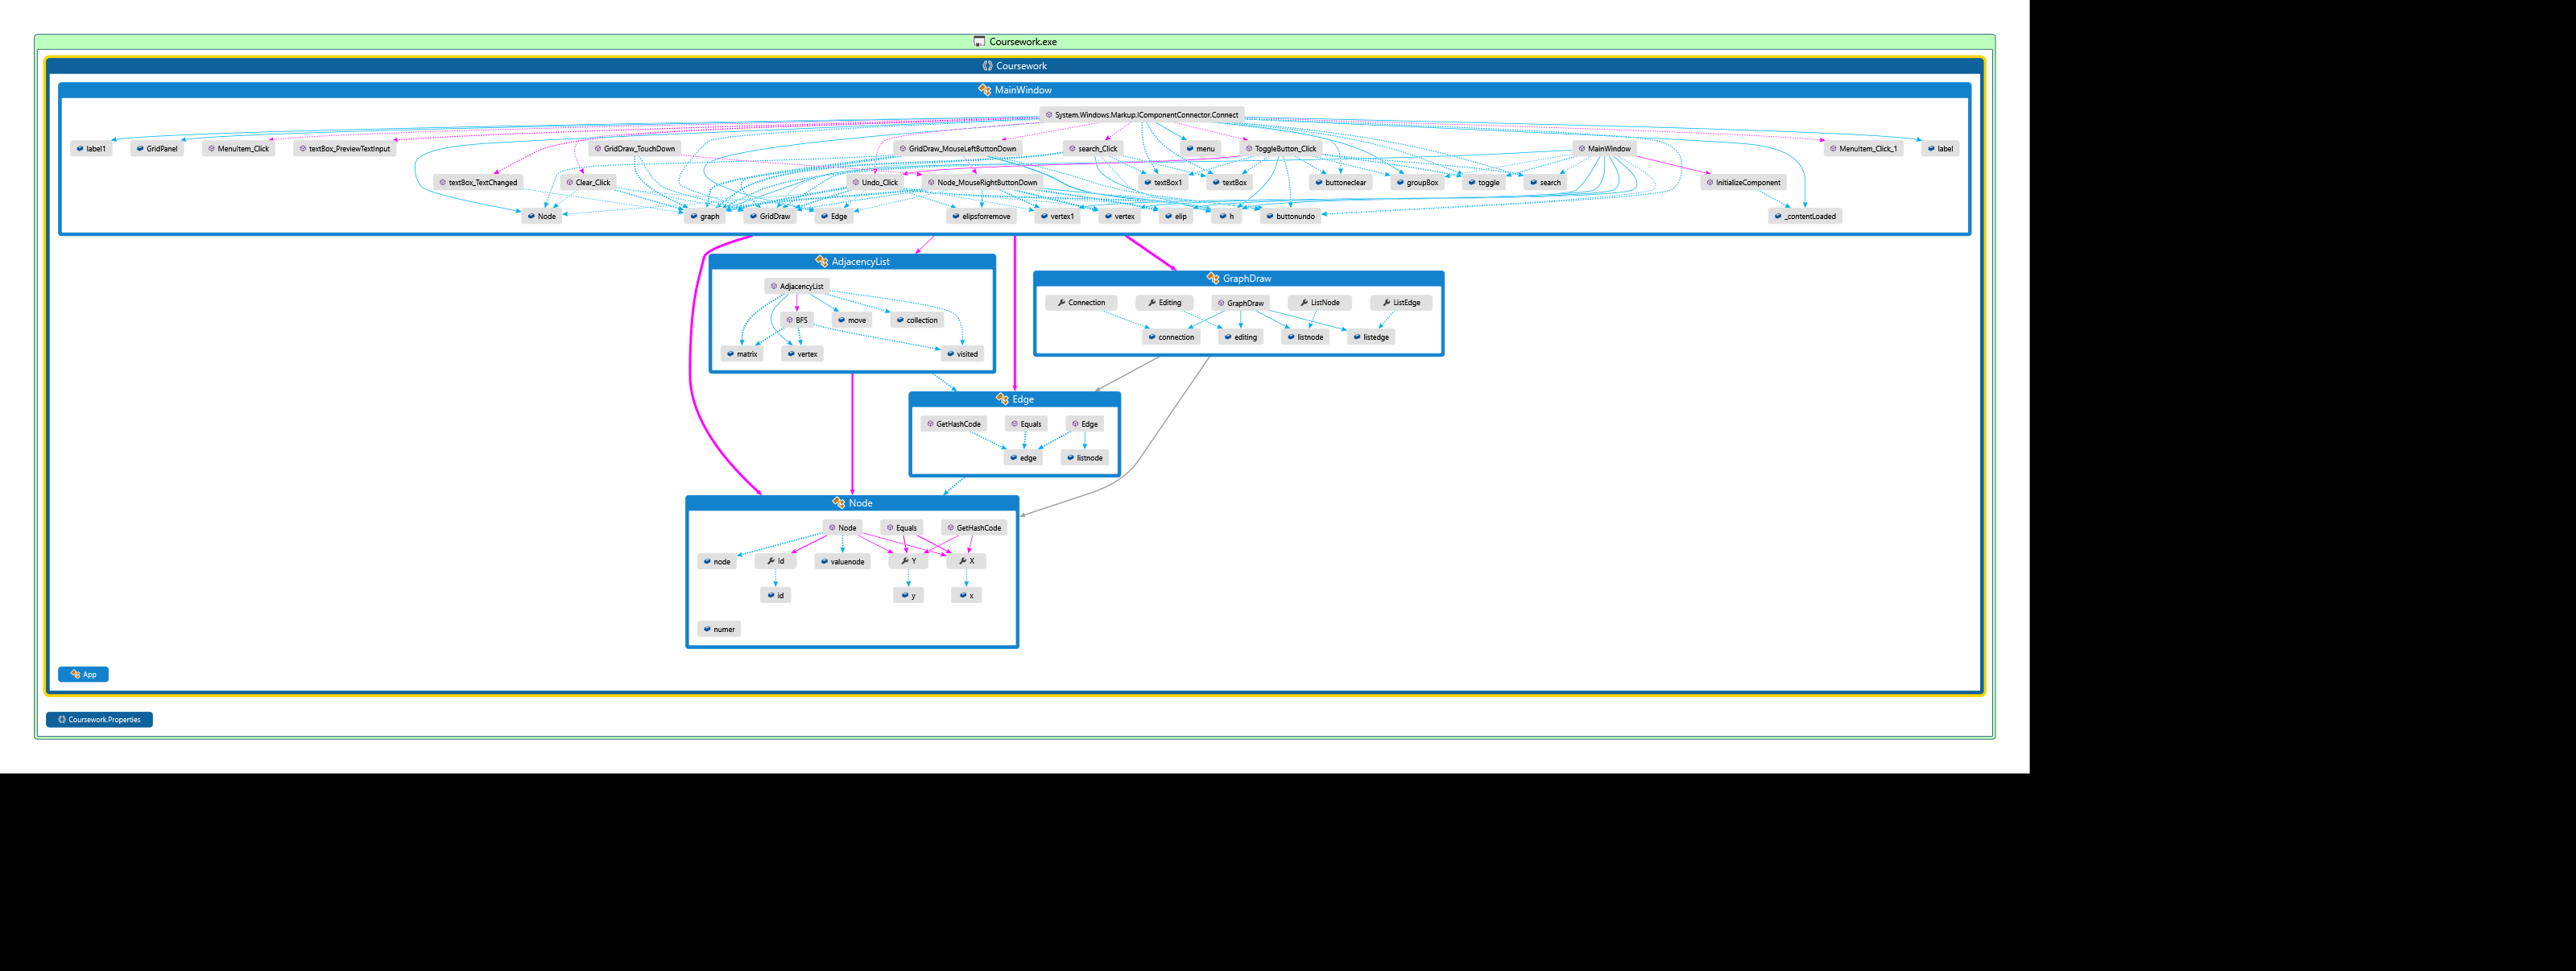 Coursework.exe
Coursework
MainWindow
System.Windows.Markup.IComponentConnector.Connect
label1 GridPanel MenuItem_Click textBox_PreviewTextInput GridDraw_TouchDown GridDraw_MouseLeftButtonDown search_Click menu ToggleButton_Click MainWindow MenuItem_Click_1 label
textBox_TextChanged Clear_Click Undo_Click Node_MouseRightButtonDown textBox1 textBox buttoneclear groupBox toggle search InitializeComponent
Node graph GridDraw Edge elipsforremove vertex1 vertex elip h buttonundo _contentLoaded
AdjacencyList
AdjacencyList
BFS move collection
matrix vertex visited
GraphDraw
Connection Editing GraphDraw ListNode ListEdge
connection editing listnode listedge
Edge
GetHashCode Equals Edge
edge listnode
Node
Node Equals GetHashCode
node Id valuenode Y X
id y x
numer
App
Coursework.Properties